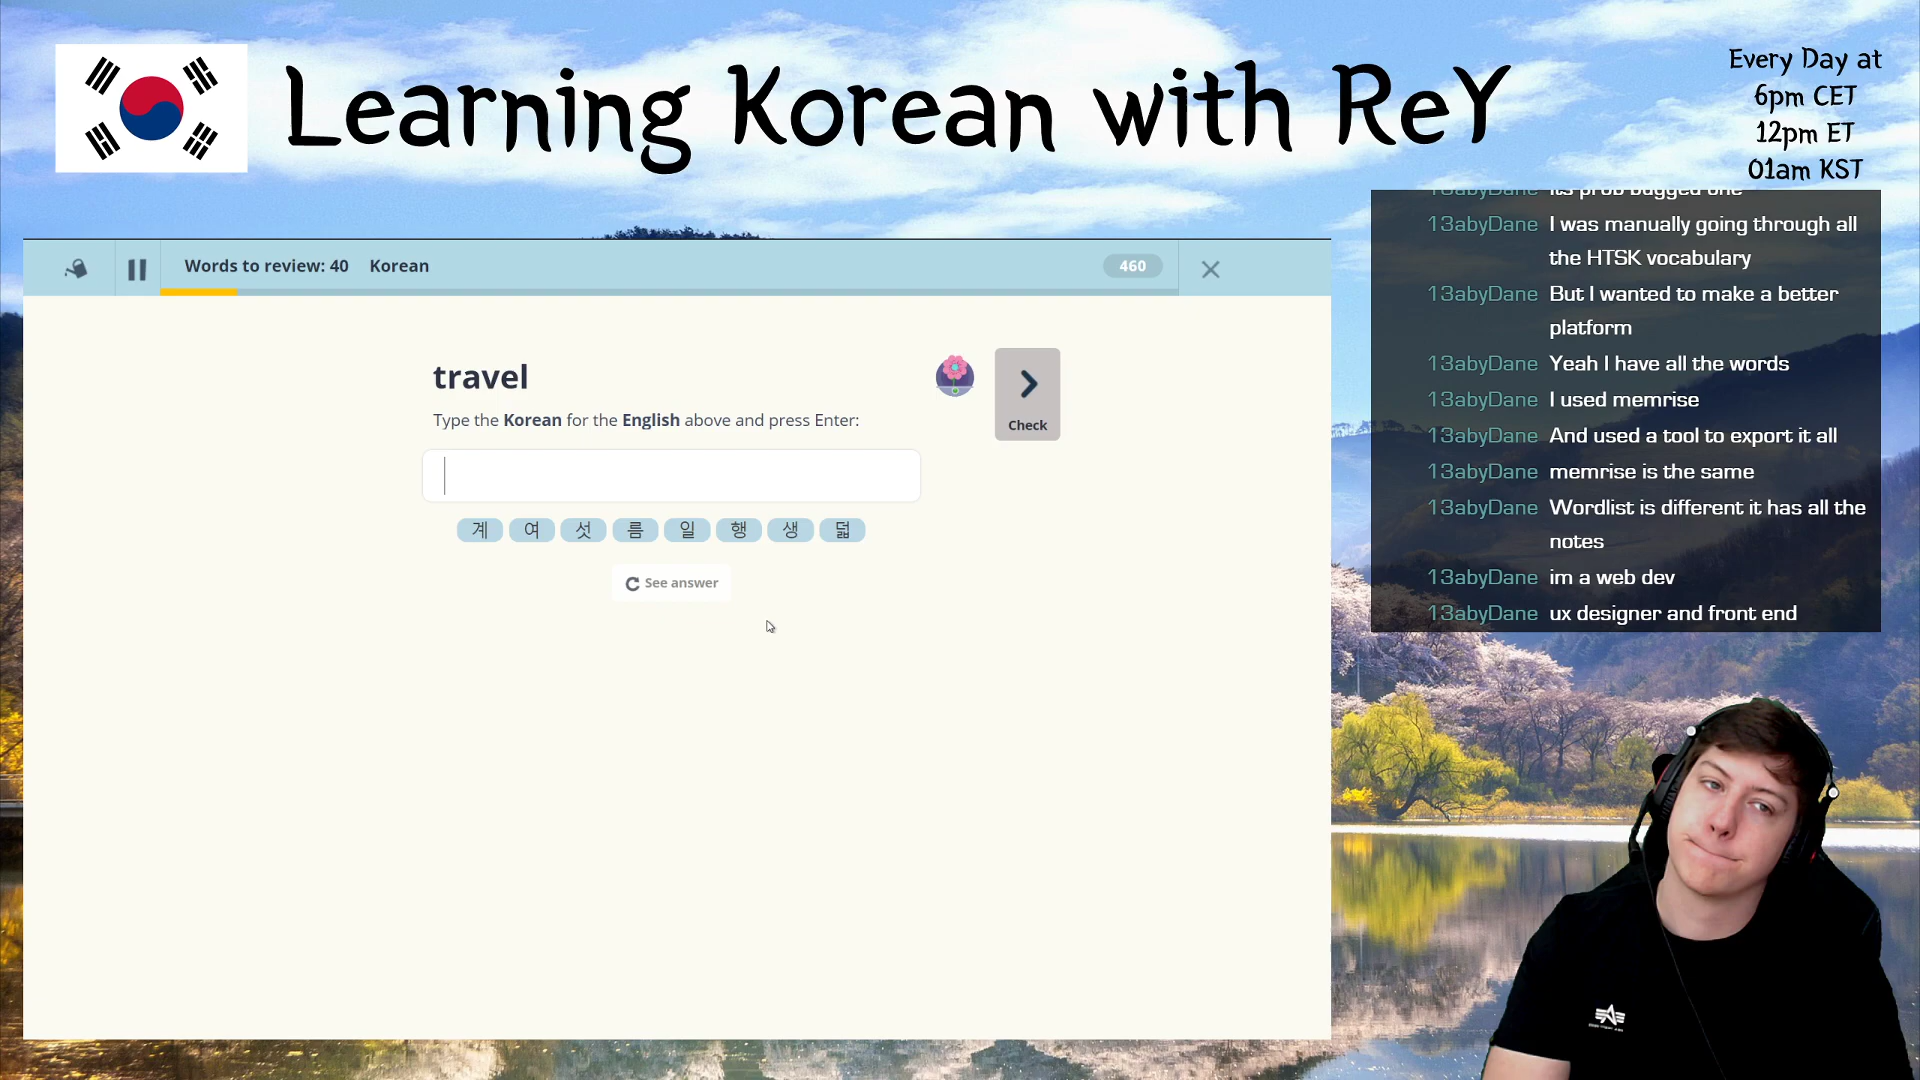 Learning Korean with ReY
Every Day at
6pm CET
12pm ET
01am KST
13abyDane its prob bugged one
13abyDane I was manually going through all
the HTSK vocabulary
13abyDane But I wanted to make a better
platform
13abyDane Yeah I have all the words
13abyDane I used memrise
13abyDane And used a tool to export it all
13abyDane memrise is the same
13abyDane Wordlist is different it has all the
notes
13abyDane im a web dev
13abyDane ux designer and front end
Words to review: 40 Korean
460
travel
Type the Korean for the English above and press Enter:
Check
계 여 섯 름 일 행 생 덟
See answer